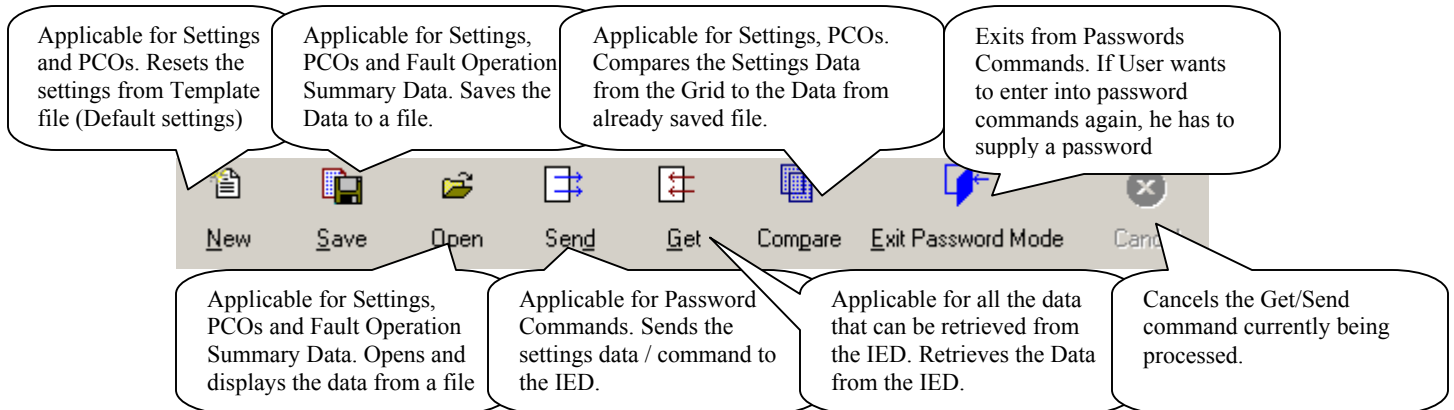 Applicable for Settings
and PCOs. Resets the
settings from Template
file (Default settings)
Applicable for Settings,
PCOs and Fault Operation
Summary Data. Saves the
Data to a file.
Applicable for Settings, PCOs.
Compares the Settings Data
from the Grid to the Data from
already saved file.
Exits from Passwords
Commands. If User wants
to enter into password
commands again, he has to
supply a password
New
Save
Open
Send
Get
Compare
Exit Password Mode
Cancel
Applicable for Settings,
PCOs and Fault Operation
Summary Data. Opens and
displays the data from a file
Applicable for Password
Commands. Sends the
settings data / command to
the IED.
Applicable for all the data
that can be retrieved from
the IED. Retrieves the Data
from the IED.
Cancels the Get/Send
command currently being
processed.